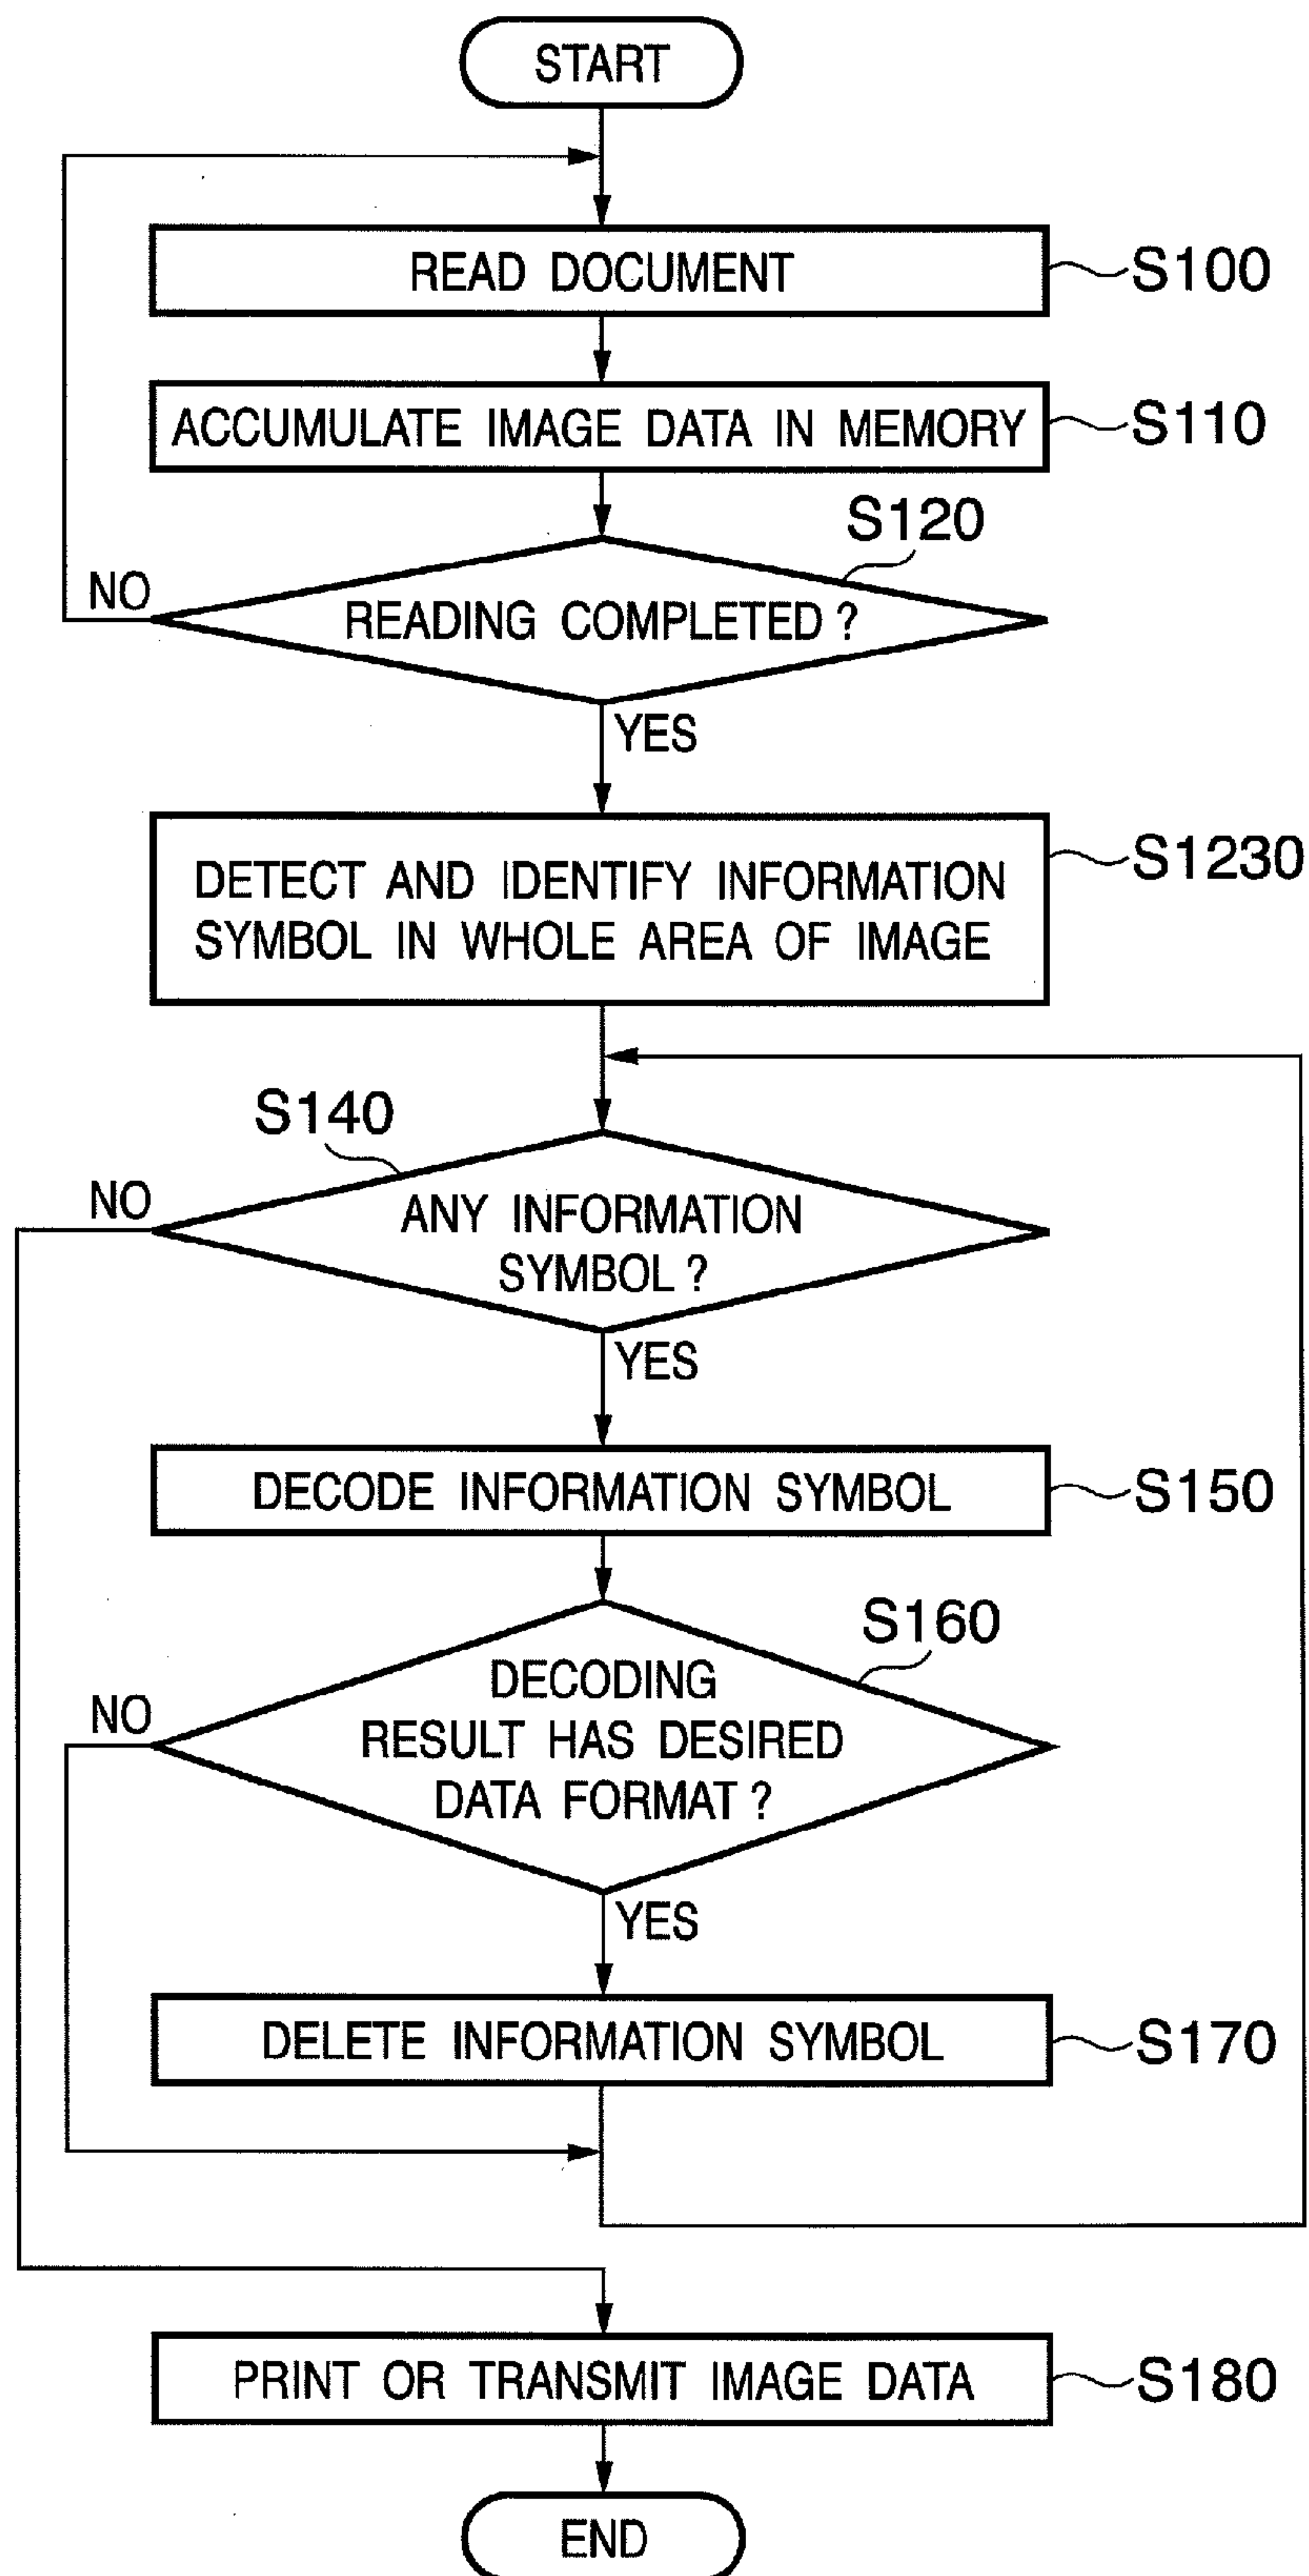 START
READ DOCUMENT
S100
ACCUMULATE IMAGE DATA IN MEMORY
S110
S120
NO
READING COMPLETED ?
YES
DETECT AND IDENTIFY INFORMATION
SYMBOL IN WHOLE AREA OF IMAGE
S1230
S140
NO
ANY INFORMATION
SYMBOL ?
YES
DECODE INFORMATION SYMBOL
S150
S160
NO
DECODING
RESULT HAS DESIRED
DATA FORMAT ?
YES
DELETE INFORMATION SYMBOL
S170
PRINT OR TRANSMIT IMAGE DATA
S180
END